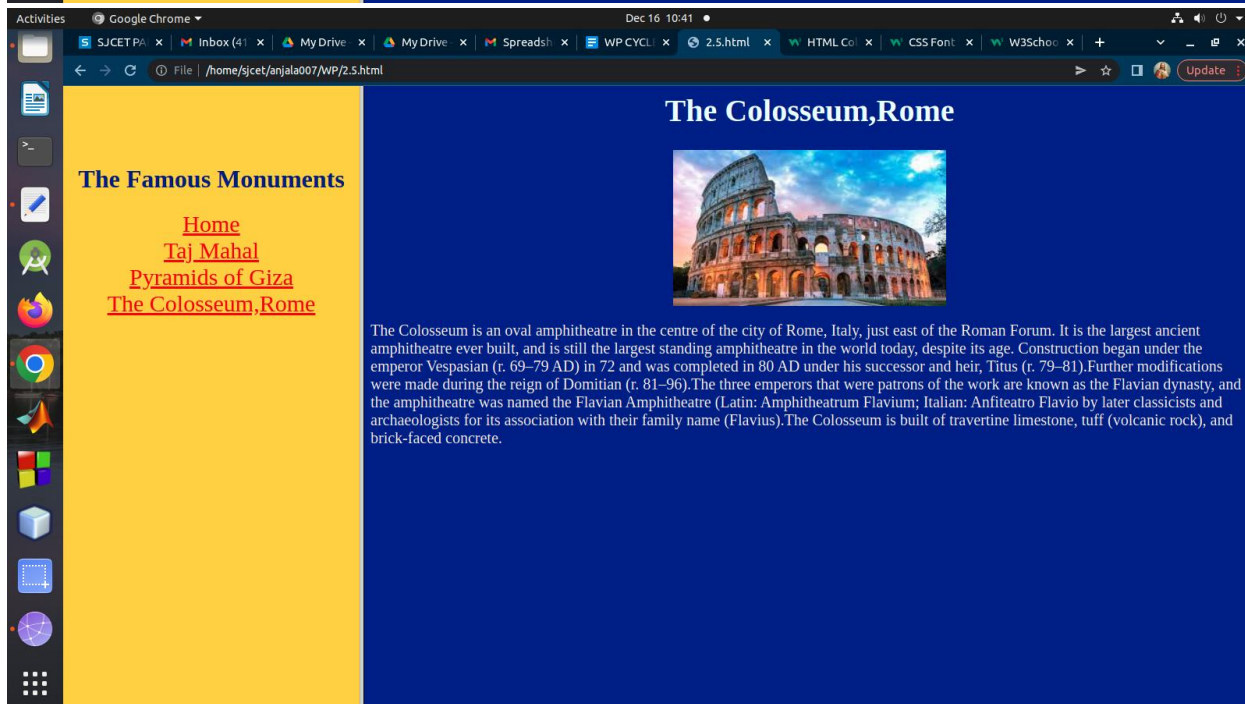 Activities
Google Chrome
Dec 16 10:41
SJCET PA
Inbox (41
My Drive
My Drive
Spreadsh
WP CYCL
2.5.html
HTML Col
CSS Font
W3Schoo
File | /home/sjcet/anjala007/WP/2.5.html
Update
The Famous Monuments
Home
Taj Mahal
Pyramids of Giza
The Colosseum,Rome
The Colosseum,Rome
The Colosseum is an oval amphitheatre in the centre of the city of Rome, Italy, just east of the Roman Forum. It is the largest ancient
amphitheatre ever built, and is still the largest standing amphitheatre in the world today, despite its age. Construction began under the
emperor Vespasian (r. 69–79 AD) in 72 and was completed in 80 AD under his successor and heir, Titus (r. 79–81).Further modifications
were made during the reign of Domitian (r. 81–96).The three emperors that were patrons of the work are known as the Flavian dynasty, and
the amphitheatre was named the Flavian Amphitheatre (Latin: Amphitheatrum Flavium; Italian: Anfiteatro Flavio by later classicists and
archaeologists for its association with their family name (Flavius).The Colosseum is built of travertine limestone, tuff (volcanic rock), and
brick-faced concrete.